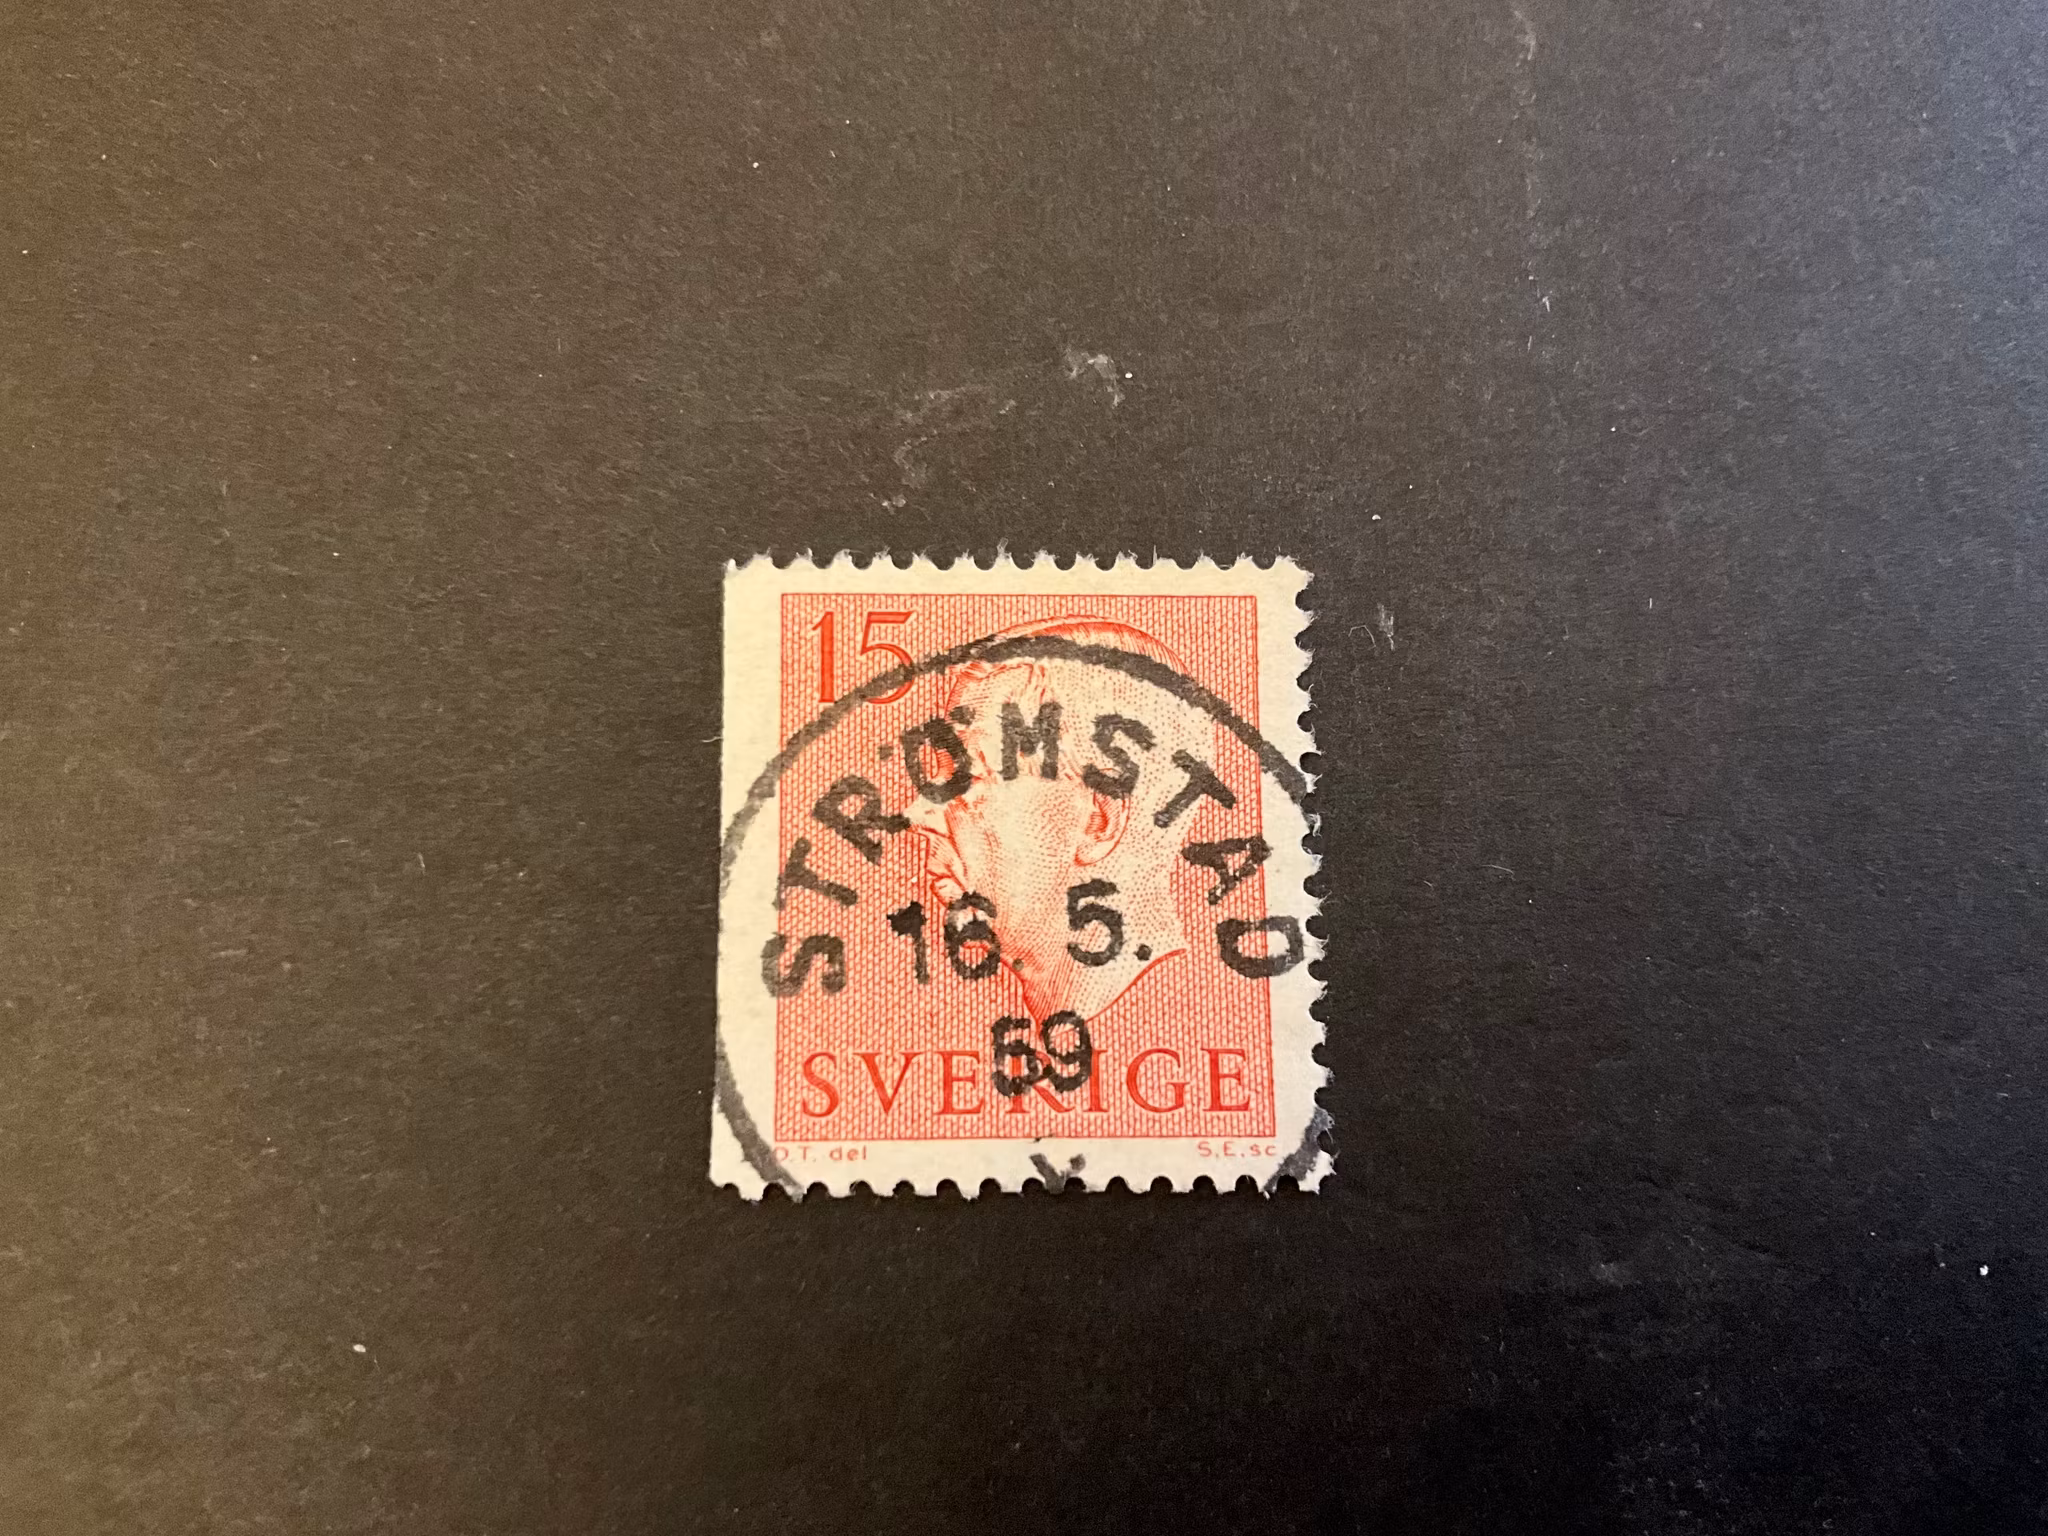 15
STRÖMSTAD
16. 5.
59
SVERIGE
O.T. del S.E.sc